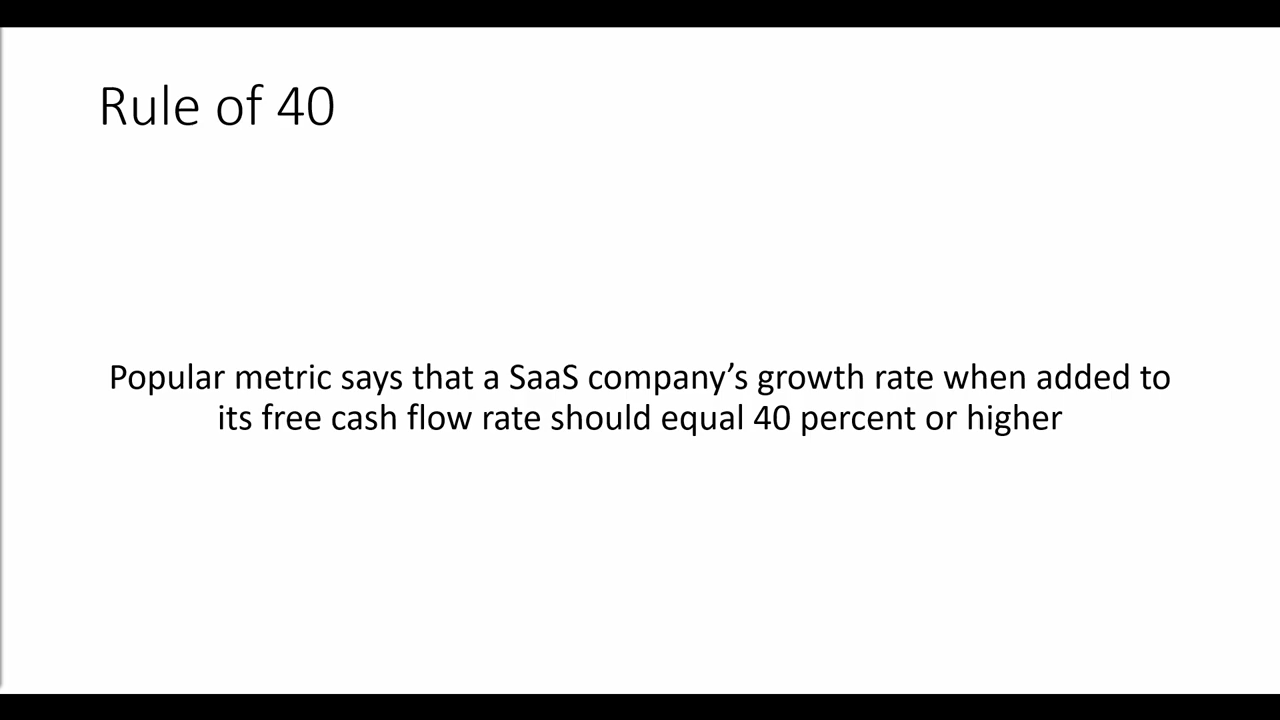 Rule of 40
Popular metric says that a SaaS company’s growth rate when added to
its free cash flow rate should equal 40 percent or higher